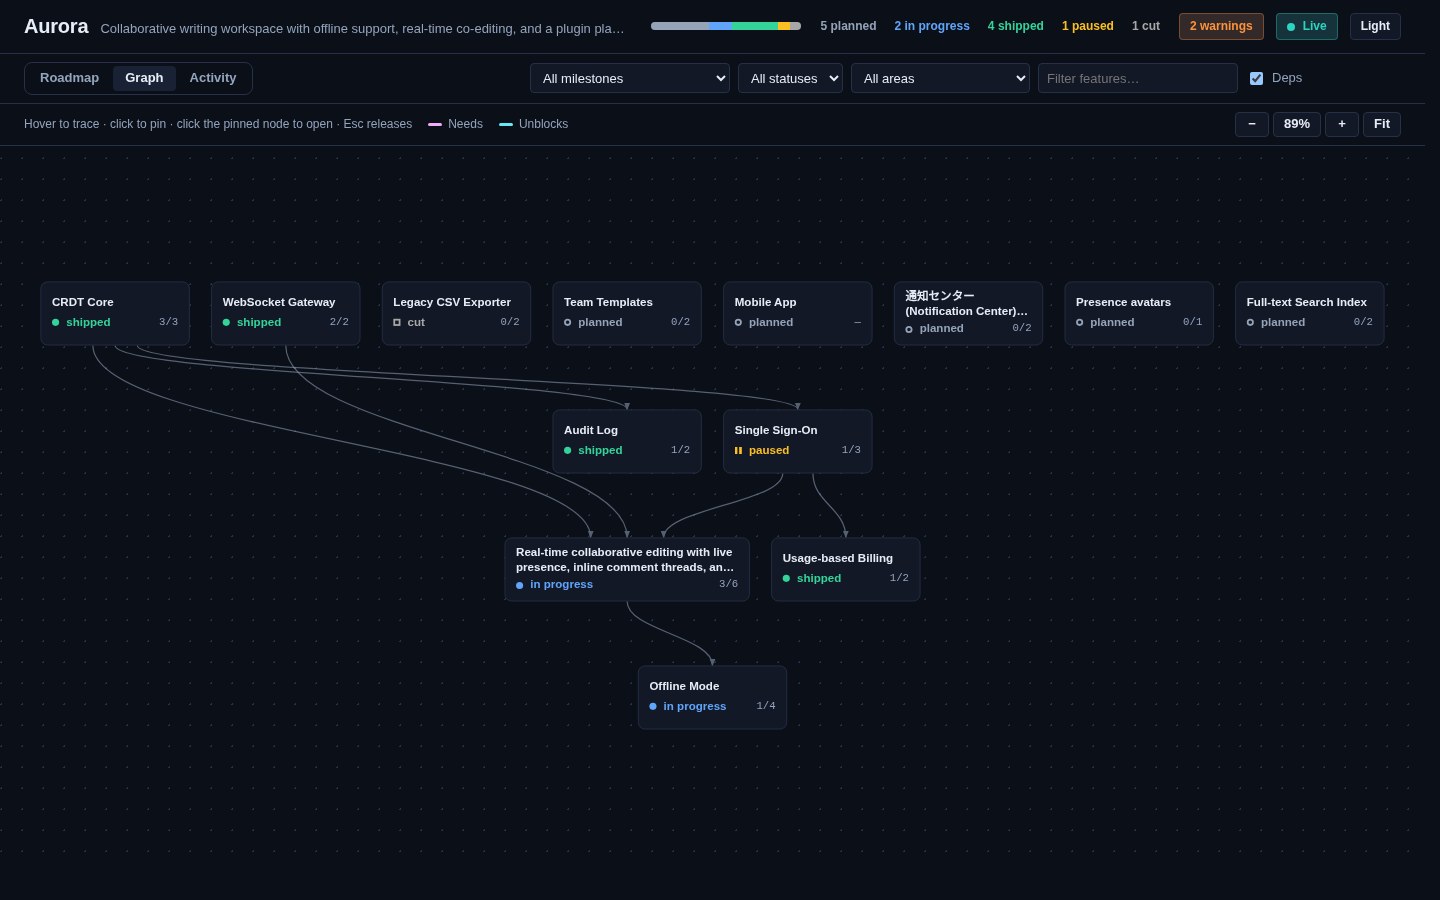 Aurora Collaborative writing workspace with offline support, real-time co-editing, and a plugin pla… 5 planned 2 in progress 4 shipped 1 paused 1 cut 2 warnings Live Light
Roadmap Graph Activity All milestones All statuses All areas Filter features… Deps
Hover to trace · click to pin · click the pinned node to open · Esc releases Needs Unblocks − 89% + Fit
CRDT Core
shipped 3/3
WebSocket Gateway
shipped 2/2
Legacy CSV Exporter
cut 0/2
Team Templates
planned 0/2
Mobile App
planned —
通知センター
(Notification Center)…
planned 0/2
Presence avatars
planned 0/1
Full-text Search Index
planned 0/2
Audit Log
shipped 1/2
Single Sign-On
paused 1/3
Real-time collaborative editing with live
presence, inline comment threads, an…
in progress 3/6
Usage-based Billing
shipped 1/2
Offline Mode
in progress 1/4